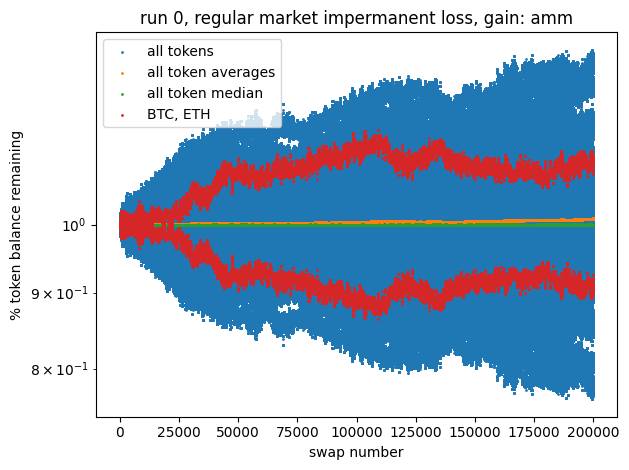 run 0, regular market impermanent loss, gain: amm
all tokens
all token averages
all token median
BTC, ETH
% token balance remaining
10⁰
9 × 10⁻¹
8 × 10⁻¹
0 25000 50000 75000 100000 125000 150000 175000 200000
swap number